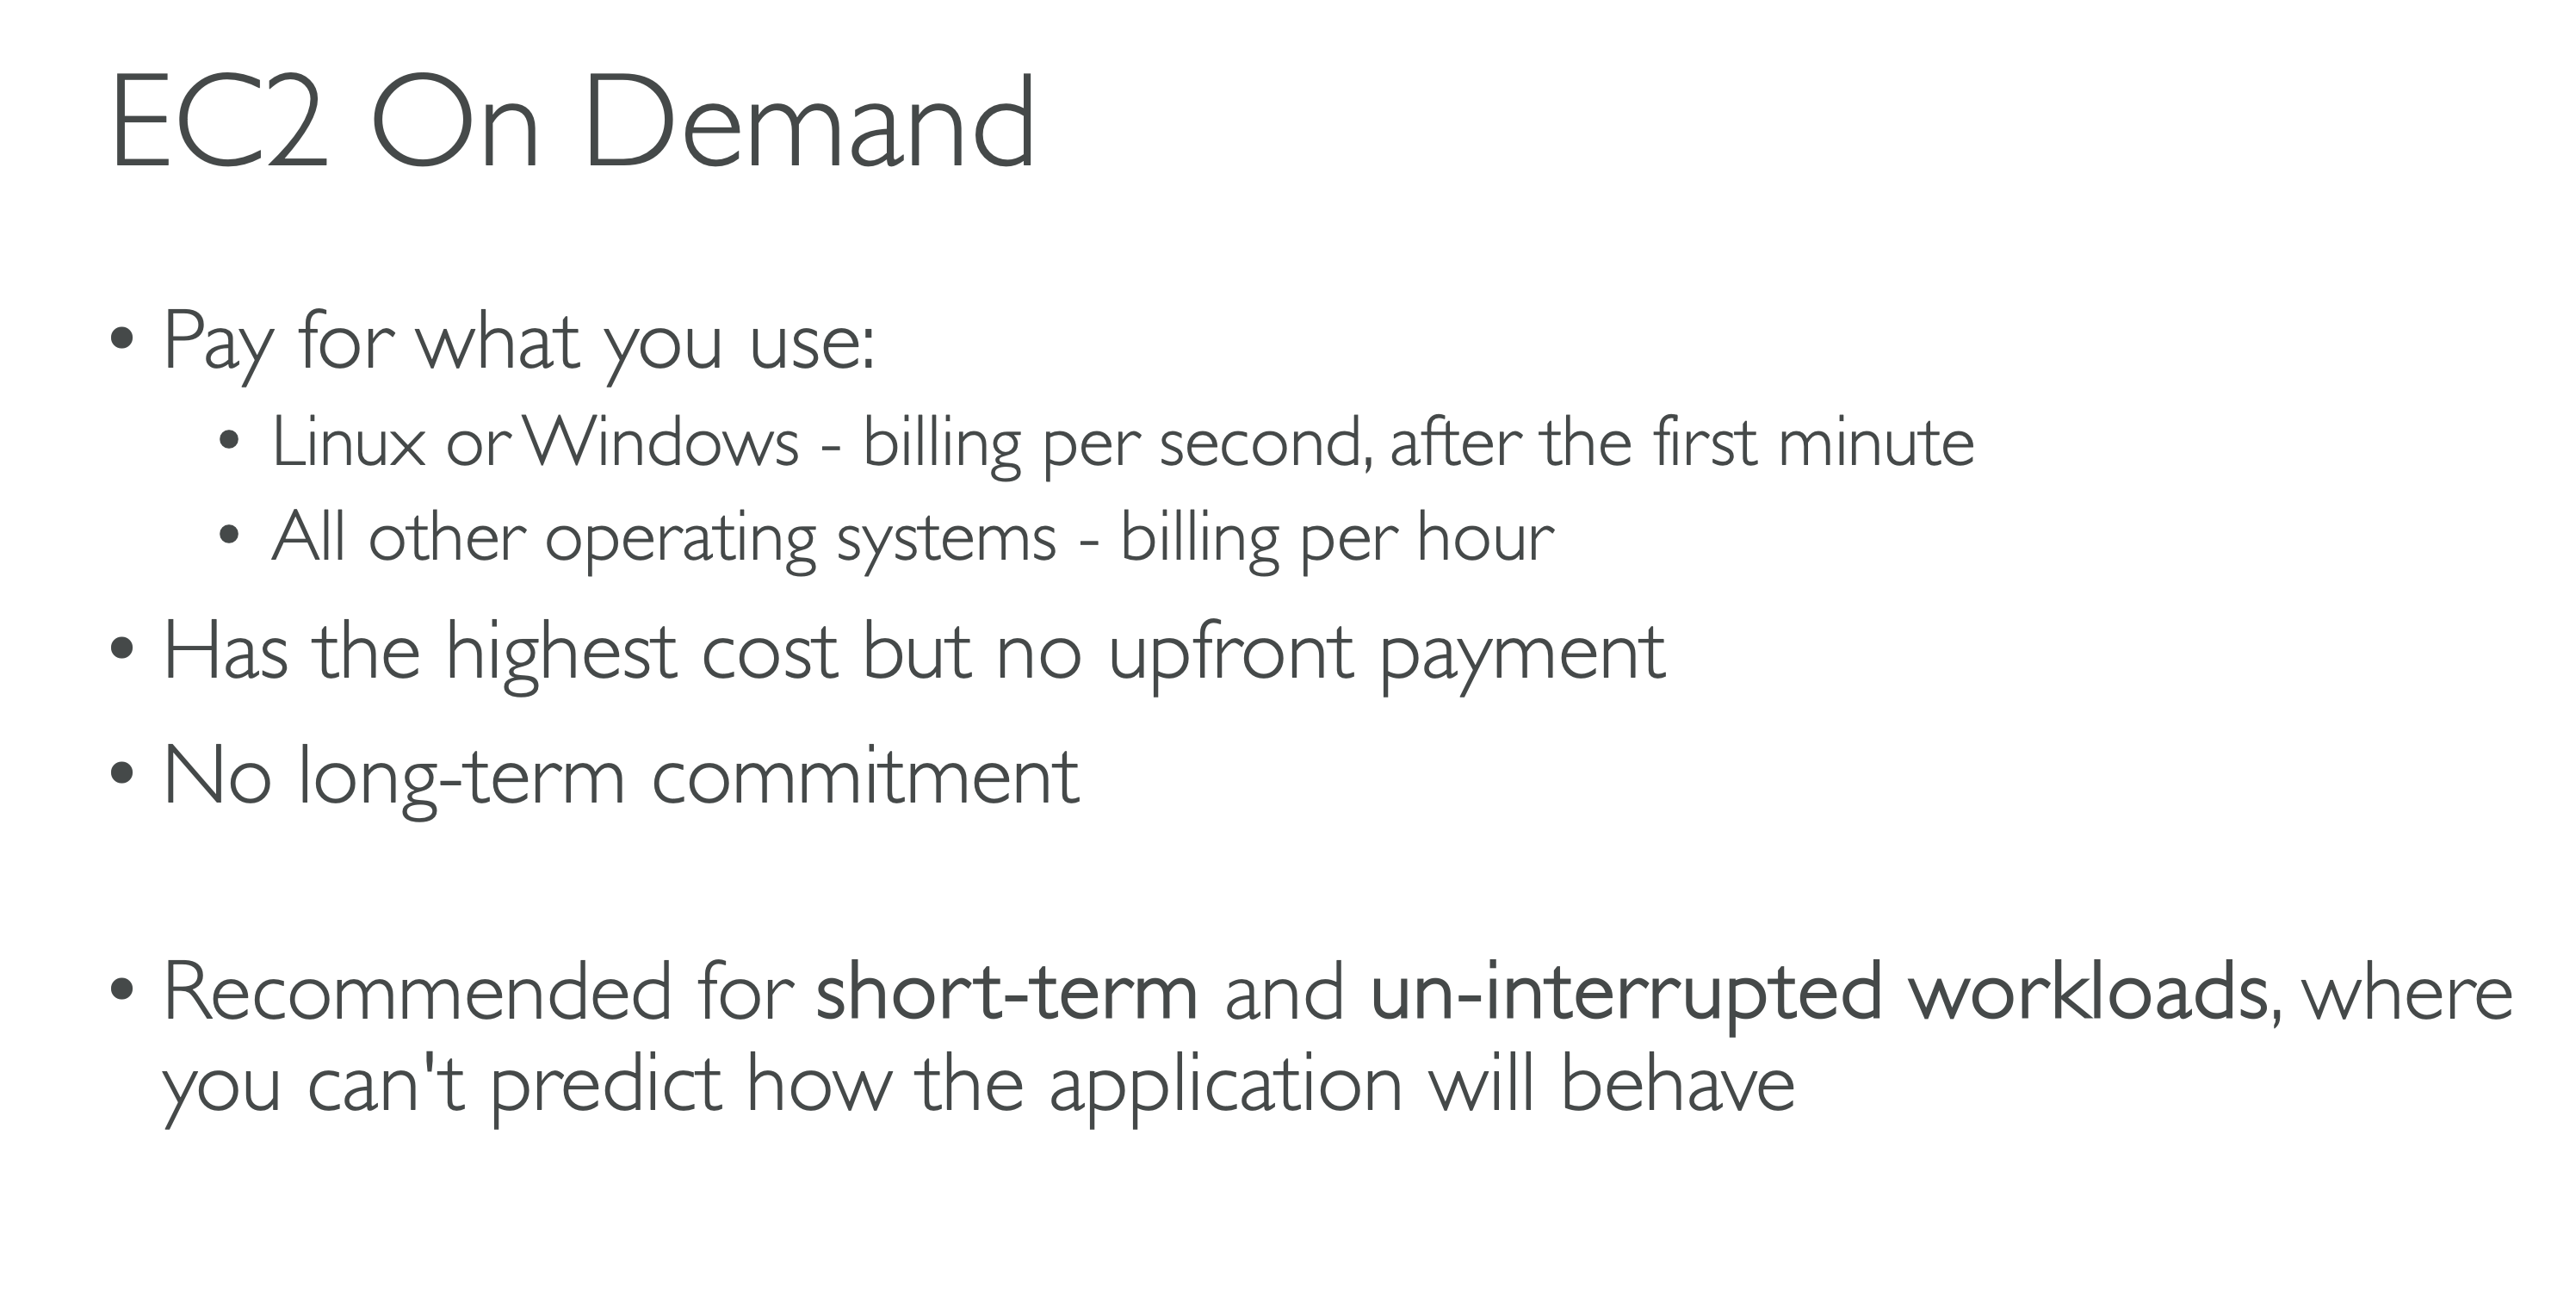 EC2 On Demand
• Pay for what you use:
• Linux or Windows - billing per second, after the first minute
• All other operating systems - billing per hour
• Has the highest cost but no upfront payment
• No long-term commitment
• Recommended for short-term and un-interrupted workloads, where
you can't predict how the application will behave